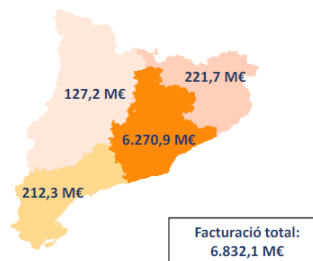 221,7 M€
127,2 M€
6.270,9 M€
212,3 M€
Facturació total:
6.832,1 M€